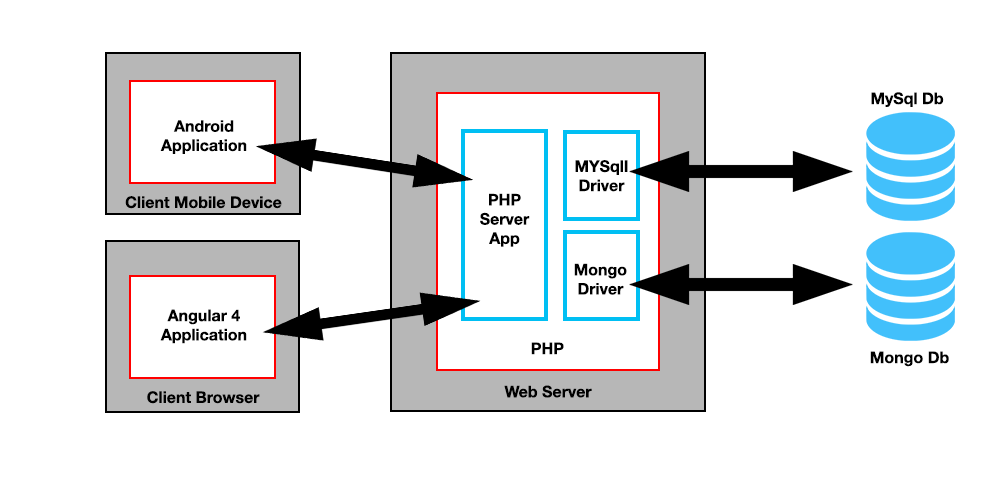 Android
Application
Client Mobile Device
Angular 4
Application
Client Browser
PHP
Server
App
MYSqll
Driver
Mongo
Driver
PHP
Web Server
MySql Db
Mongo Db